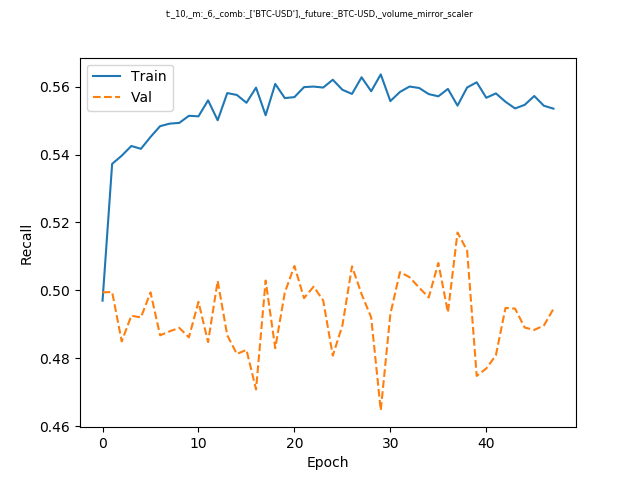 t:_10,_m:_6,_comb:_['BTC-USD'],_future:_BTC-USD,_volume_mirror_scaler
Train
Val
0.56
0.54
0.52
0.50
0.48
0.46
Recall
0
10
20
30
40
Epoch